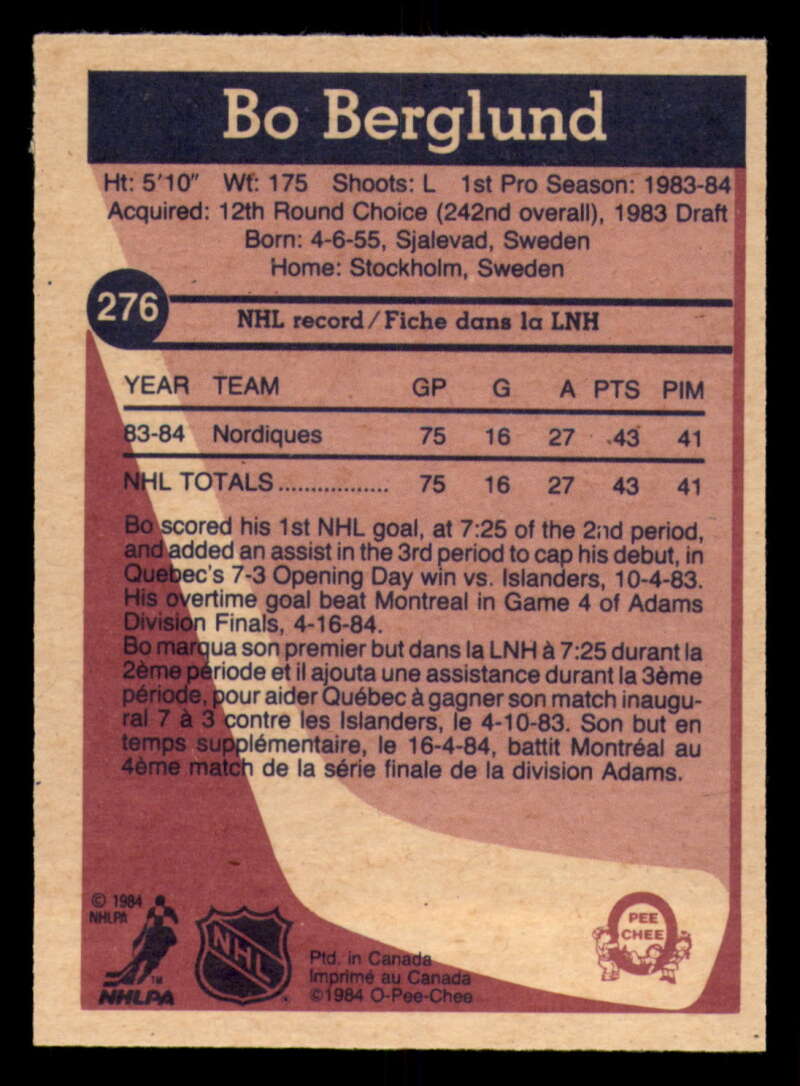 Bo Berglund
Ht: 5'10" Wt: 175 Shoots: L 1st Pro Season: 1983-84
Acquired: 12th Round Choice (242nd overall), 1983 Draft
Born: 4-6-55, Sjalevad, Sweden
Home: Stockholm, Sweden
276
NHL record/Fiche dans la LNH
YEAR TEAM GP G A PTS PIM
83-84 Nordiques 75 16 27 43 41
NHL TOTALS ................. 75 16 27 43 41
Bo scored his 1st NHL goal, at 7:25 of the 2nd period,
and added an assist in the 3rd period to cap his debut, in
Quebec's 7-3 Opening Day win vs. Islanders, 10-4-83.
His overtime goal beat Montreal in Game 4 of Adams
Division Finals, 4-16-84.
Bo marqua son premier but dans la LNH à 7:25 durant la
2ème période et il ajouta une assistance durant la 3ème
période, pour aider Québec à gagner son match inaugu-
ral 7 à 3 contre les Islanders, le 4-10-83. Son but en
temps supplémentaire, le 16-4-84, battit Montréal au
4ème match de la série finale de la division Adams.
© 1984
NHLPA
TM
NHLPA
NHL
Ptd. in Canada
Imprimé au Canada
©1984 O-Pee-Chee
PEE
CHEE